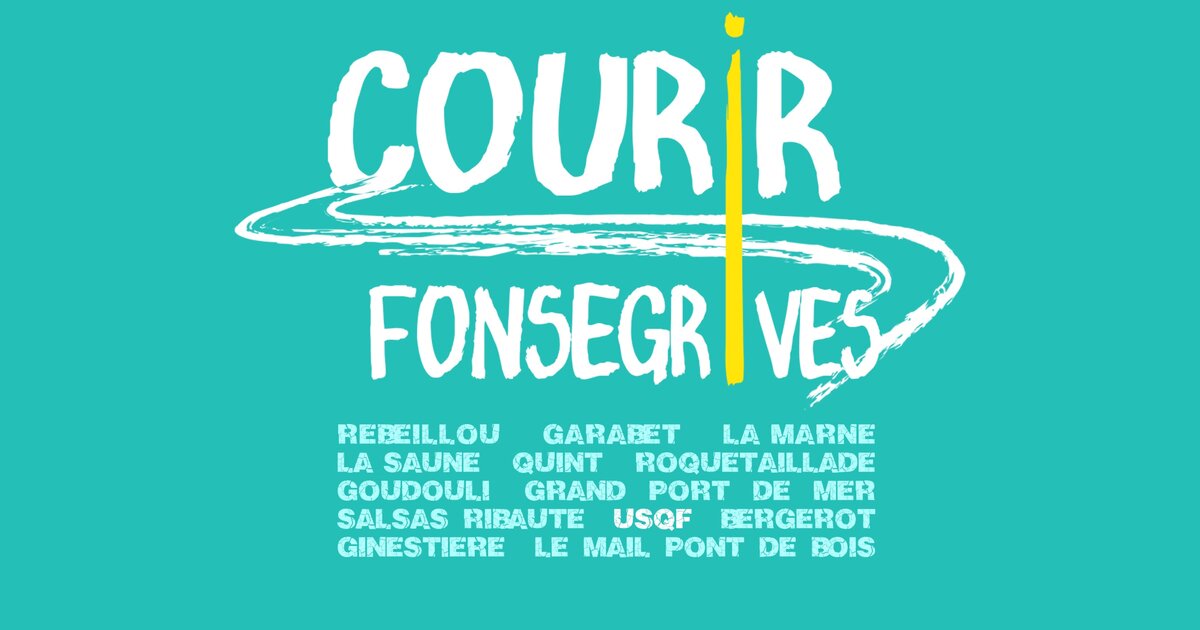 COURiR
FONSEGRiVES
REBEILLOU GARABET LA MARNE
LA SAUNE QUINT ROQUETAILLADE
GOUDOULI GRAND PORT DE MER
SALSAS RIBAUTE USQF BERGEROT
GINESTIERE LE MAIL PONT DE BOIS